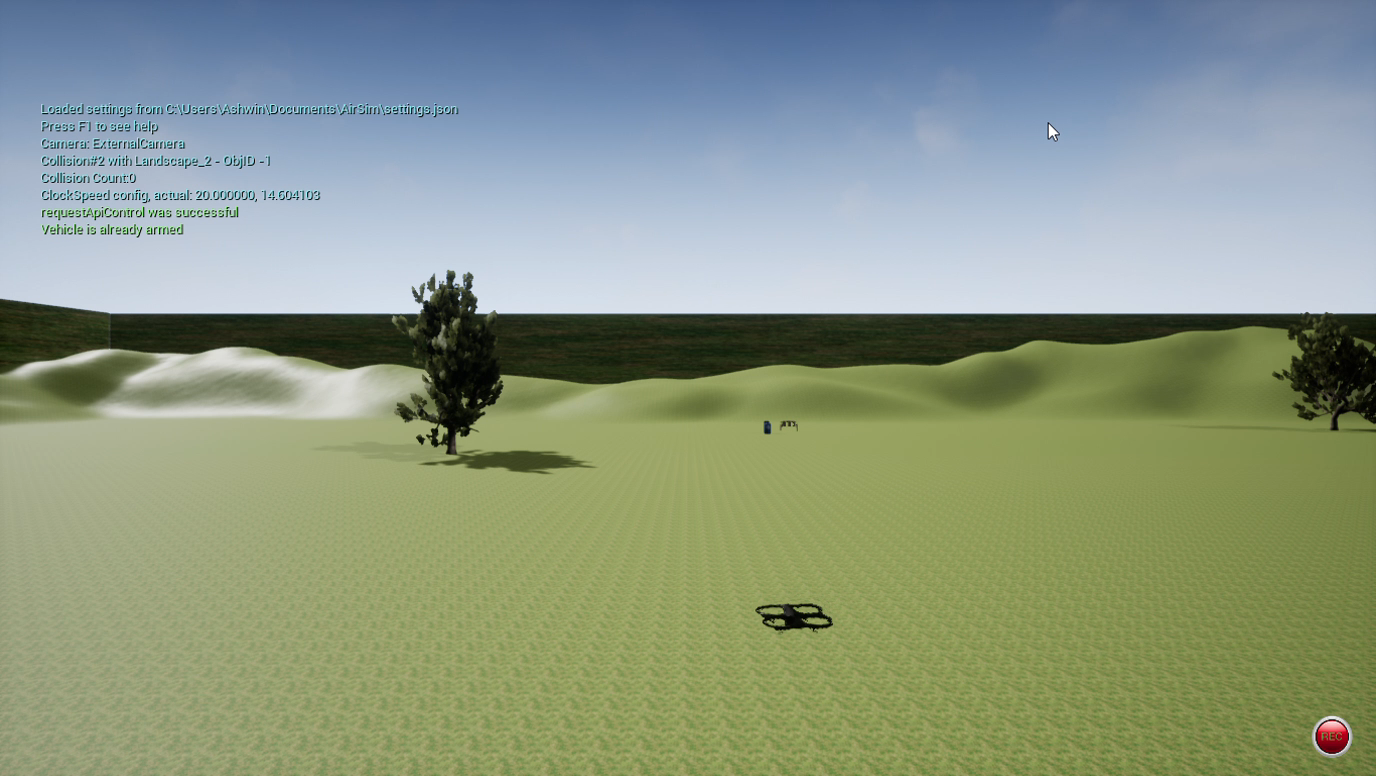 Loaded settings from C:\Users\Ashwin\Documents\AirSim\settings.json
Press F1 to see help
Camera: ExternalCamera
Collision#2 with Landscape_2 - ObjID -1
Collision Count:0
ClockSpeed config, actual: 20.000000, 14.604103
requestApiControl was successful
Vehicle is already armed
REC